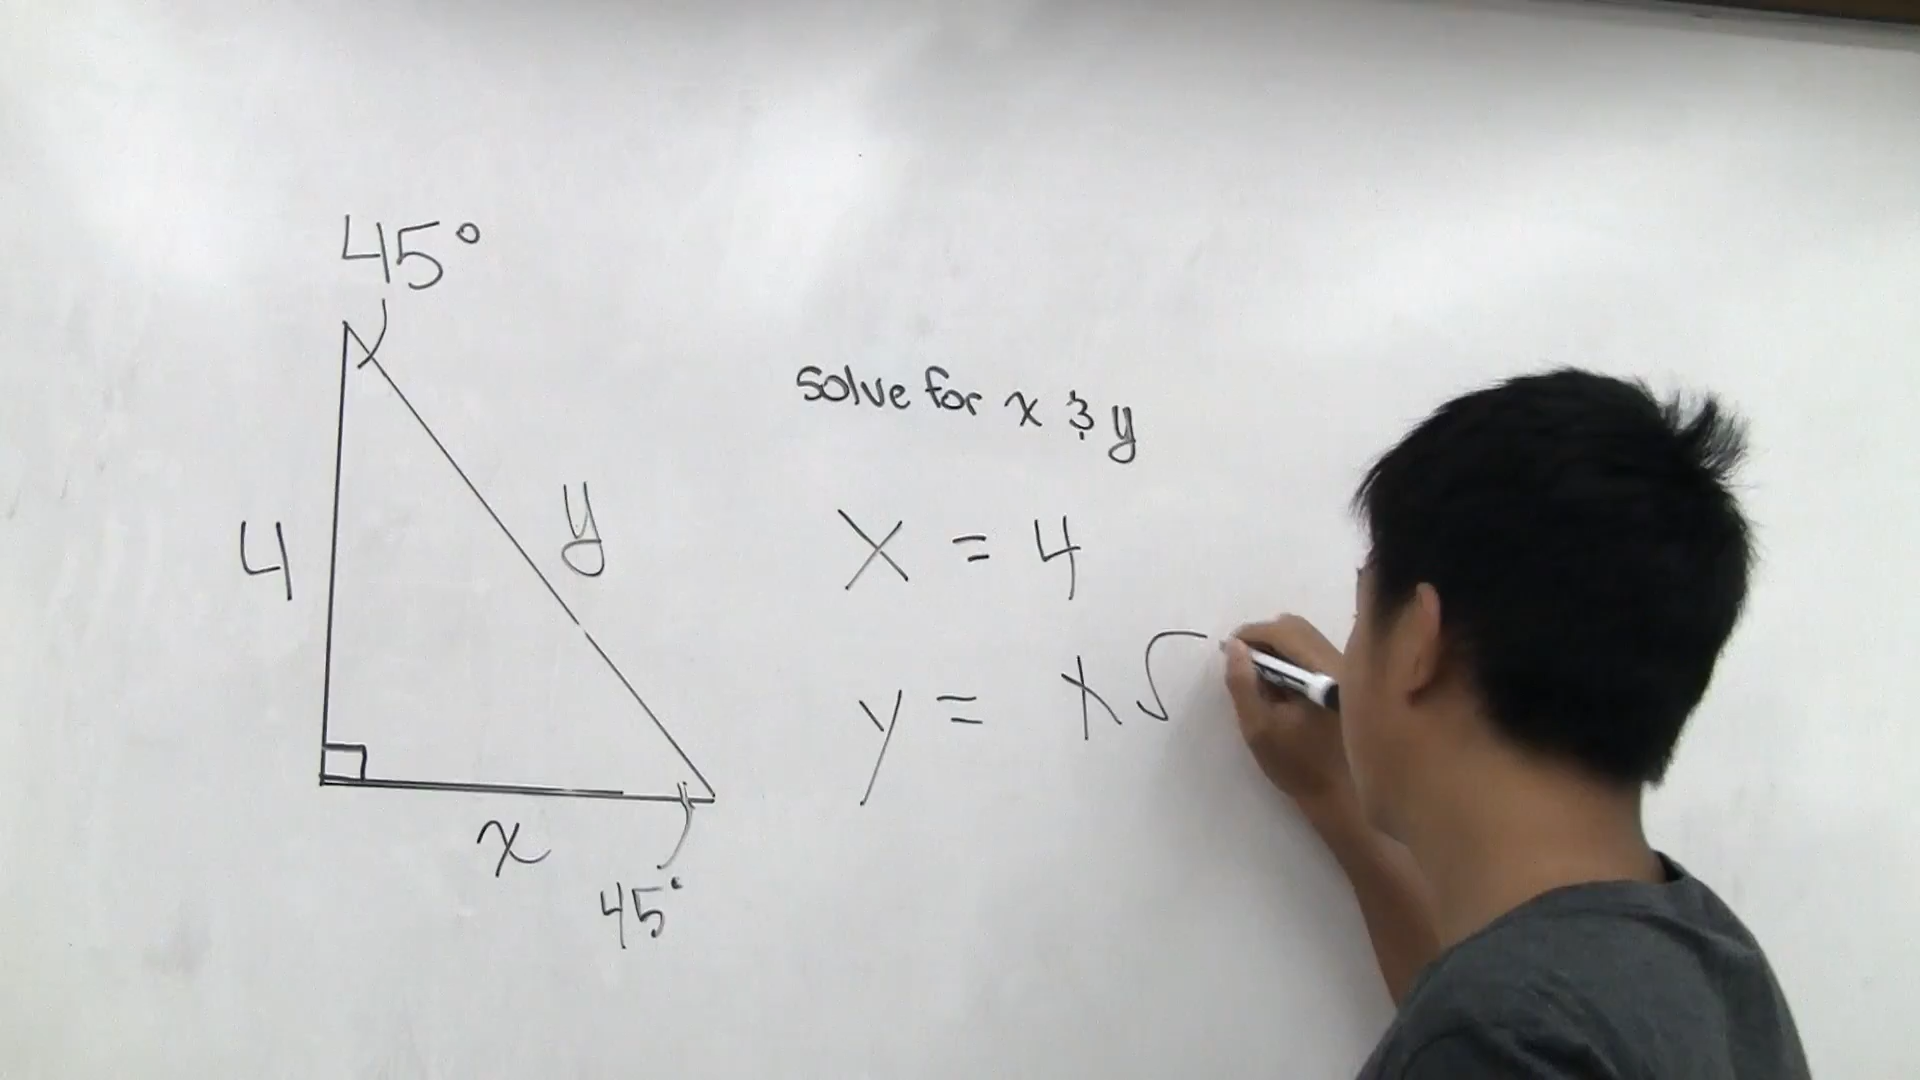 45°
solve for x & y
4
y
x = 4
y = x√
x
45°